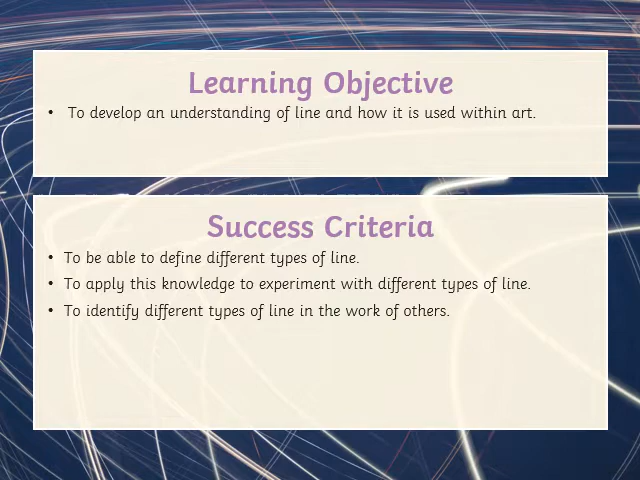 Learning Objective
• To develop an understanding of line and how it is used within art.
Success Criteria
• To be able to define different types of line.
• To apply this knowledge to experiment with different types of line.
• To identify different types of line in the work of others.